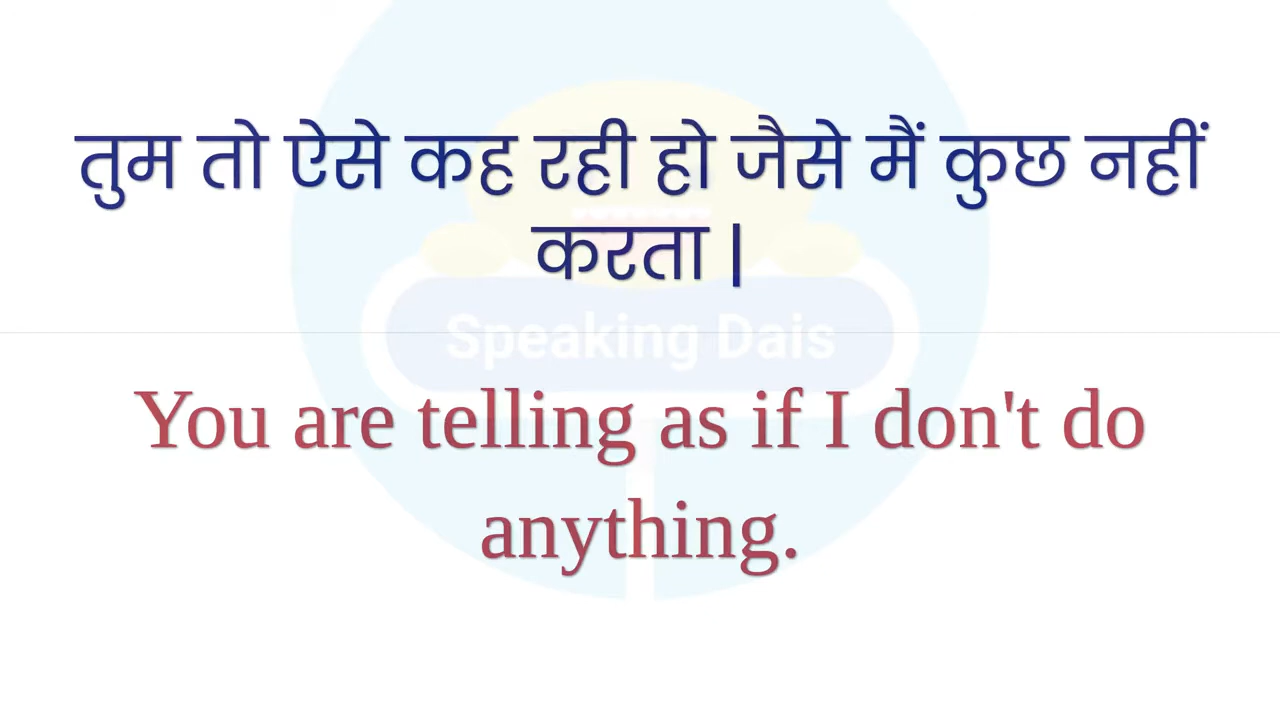 तुम तो ऐसे कह रही हो जैसे मैं कुछ नहीं
करता |
Speaking Dais
You are telling as if I don't do
anything.